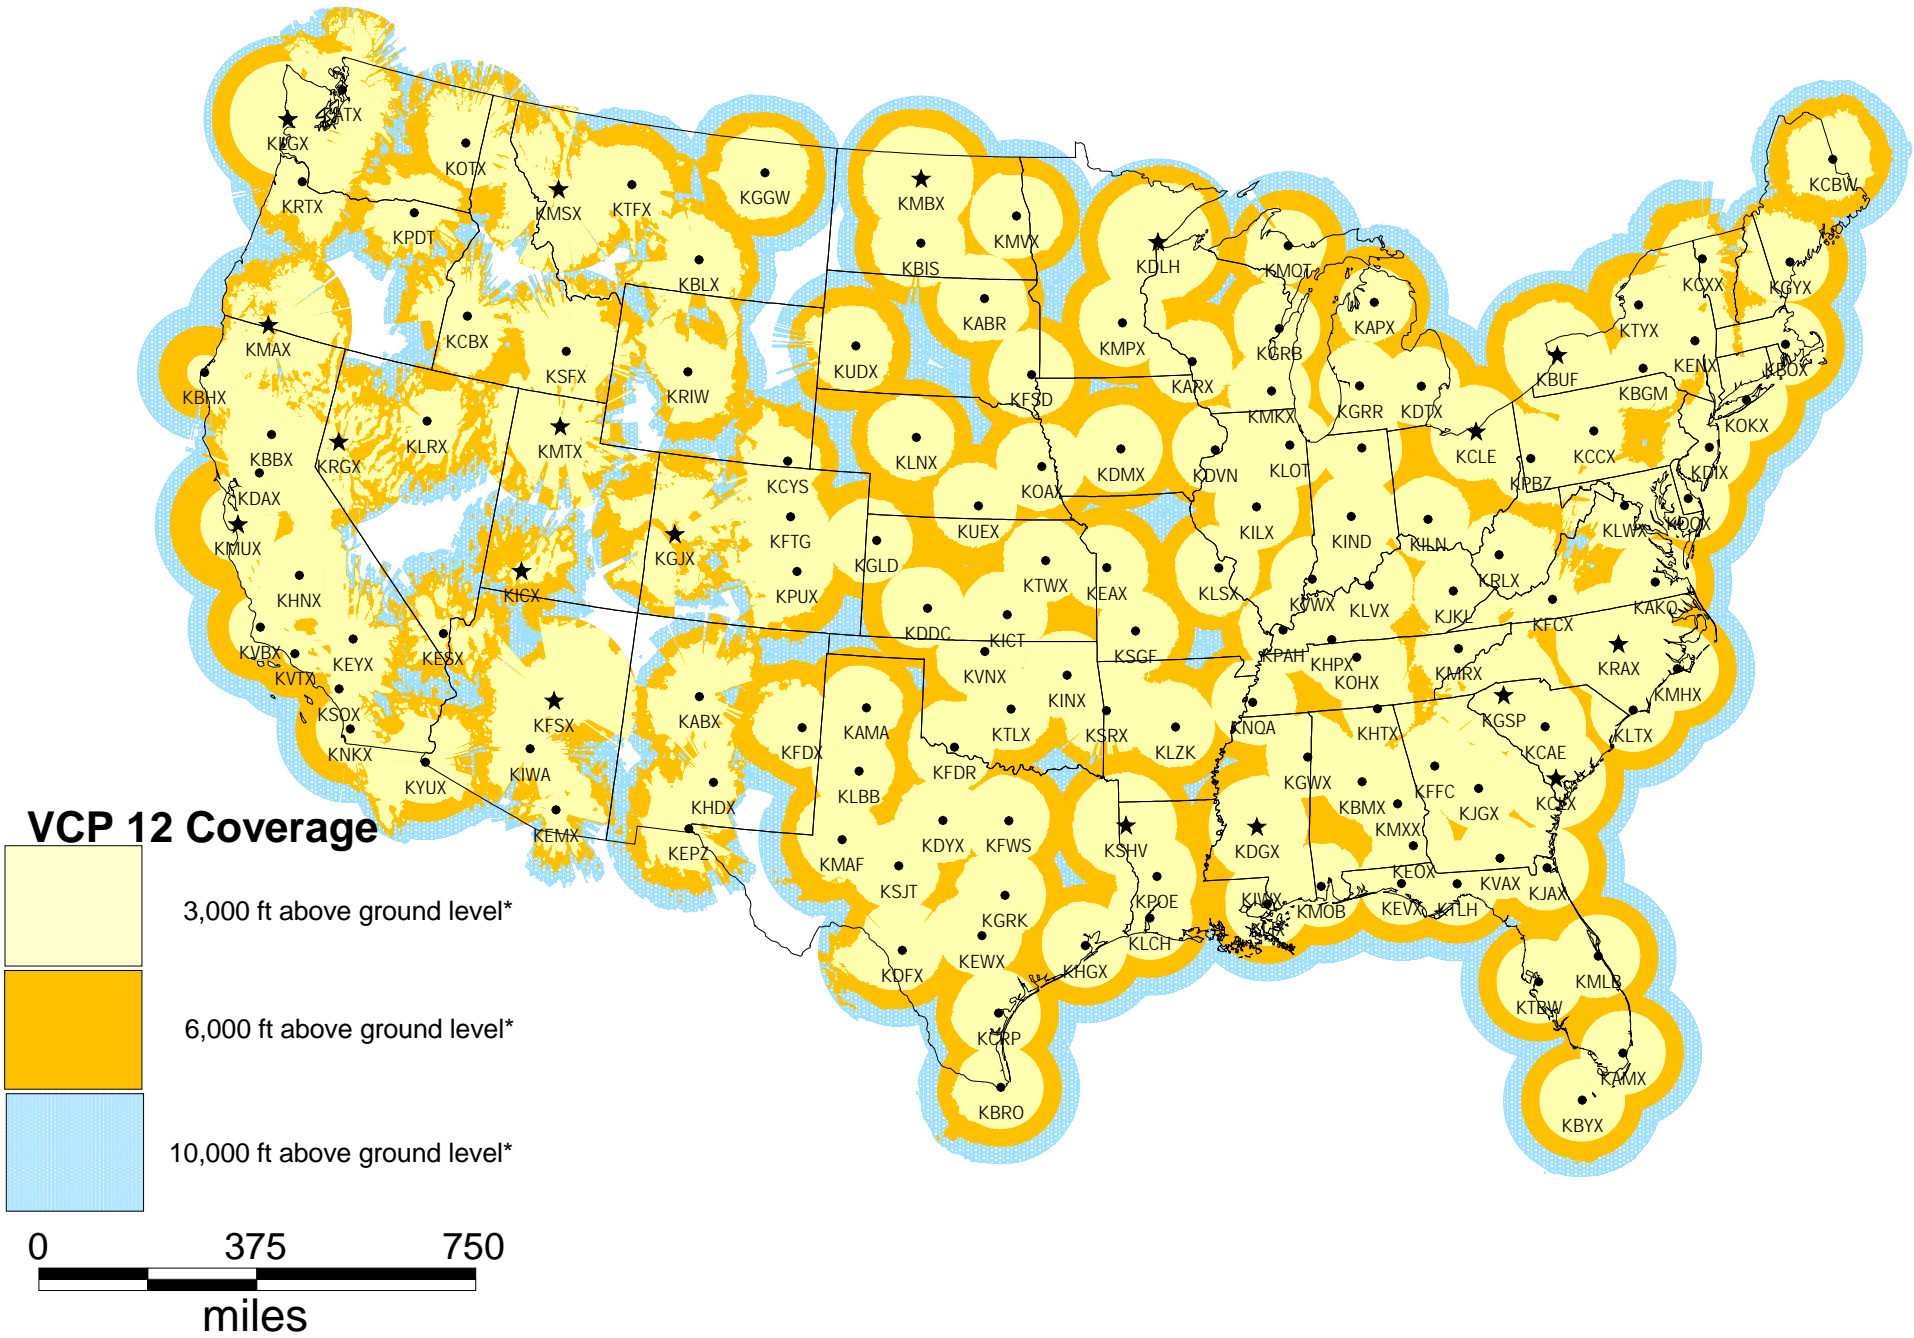 KATX
KLGX
KOTX
KRTX
KMSX
KTFX
KGGW
KMBX
KCBW
KPDT
KMVX
KBIS
KDLH
KMQT
KBLX
KCXX
KGYX
KABR
KAPX
KTYX
KCBX
KMAX
KMPX
KGRB
KSFX
KUDX
KENX
KBOX
KBUF
KARX
KBHX
KRIW
KFSD
KMKX
KGRR
KDTX
KBGM
KOKX
KLRX
KMTX
KRGX
KBBX
KLNX
KDMX
KDVN
KLOT
KCLE
KCCX
KPBZ
KDIX
KDAX
KCYS
KOAX
KDOX
KLWX
KUEX
KILX
KIND
KILN
KMUX
KFTG
KGJX
KGLD
KRLX
KICX
KPUX
KTWX
KEAX
KLSX
KHNX
KVWX
KLVX
KJKL
KAKQ
KFCX
KDDC
KICT
KVBX
KEYX
KESX
KSGF
KPAH
KHPX
KOHX
KMRX
KRAX
KVTX
KVNX
KINX
KMHX
KSOX
KFSX
KABX
KAMA
KTLX
KSRX
KLZK
KNQA
KHTX
KGSP
KLTX
KNKX
KFDX
KCAE
KIWA
KFDR
KYUX
KLBB
KGWX
KHDX
KBMX
KFFC
KJGX
KCLX
KEMX
KEPZ
KMAF
KDYX
KFWS
KSHV
KDGX
KMXX
KSJT
KEOX
KVAX
KJAX
KPOE
KMOB
KEVX
KTLH
KGRK
KLCH
KEWX
KHGX
KDFX
KMLB
KTBW
KCRP
KAMX
KBRO
KBYX
VCP 12 Coverage
3,000 ft above ground level*
6,000 ft above ground level*
10,000 ft above ground level*
0 375 750
miles